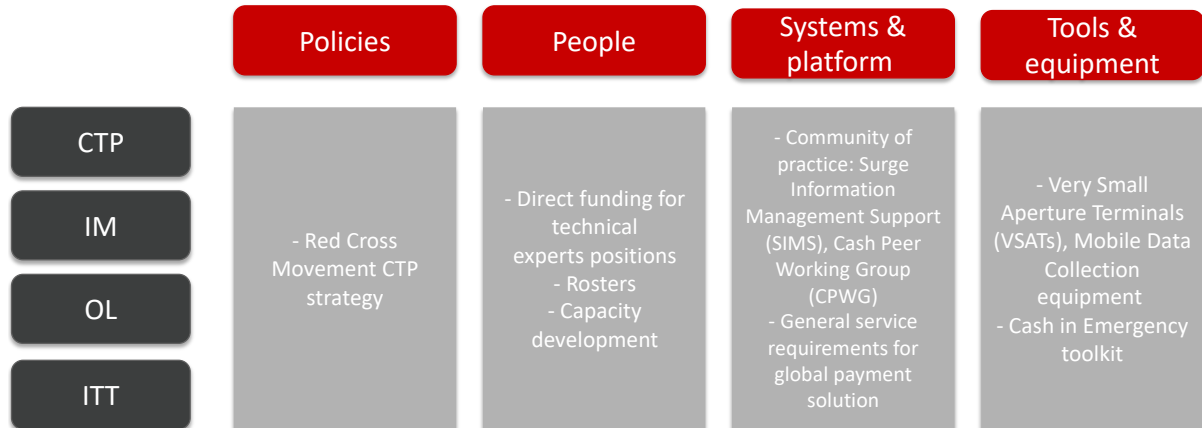 Policies
People
Systems &
platform
Tools &
equipment
CTP
IM
OL
ITT
- Red Cross
Movement CTP
strategy
- Direct funding for
technical
experts positions
- Rosters
- Capacity
development
- Community of
practice: Surge
Information
Management Support
(SIMS), Cash Peer
Working Group
(CPWG)
- General service
requirements for
global payment
solution
- Very Small
Aperture Terminals
(VSATs), Mobile Data
Collection
equipment
- Cash in Emergency
toolkit